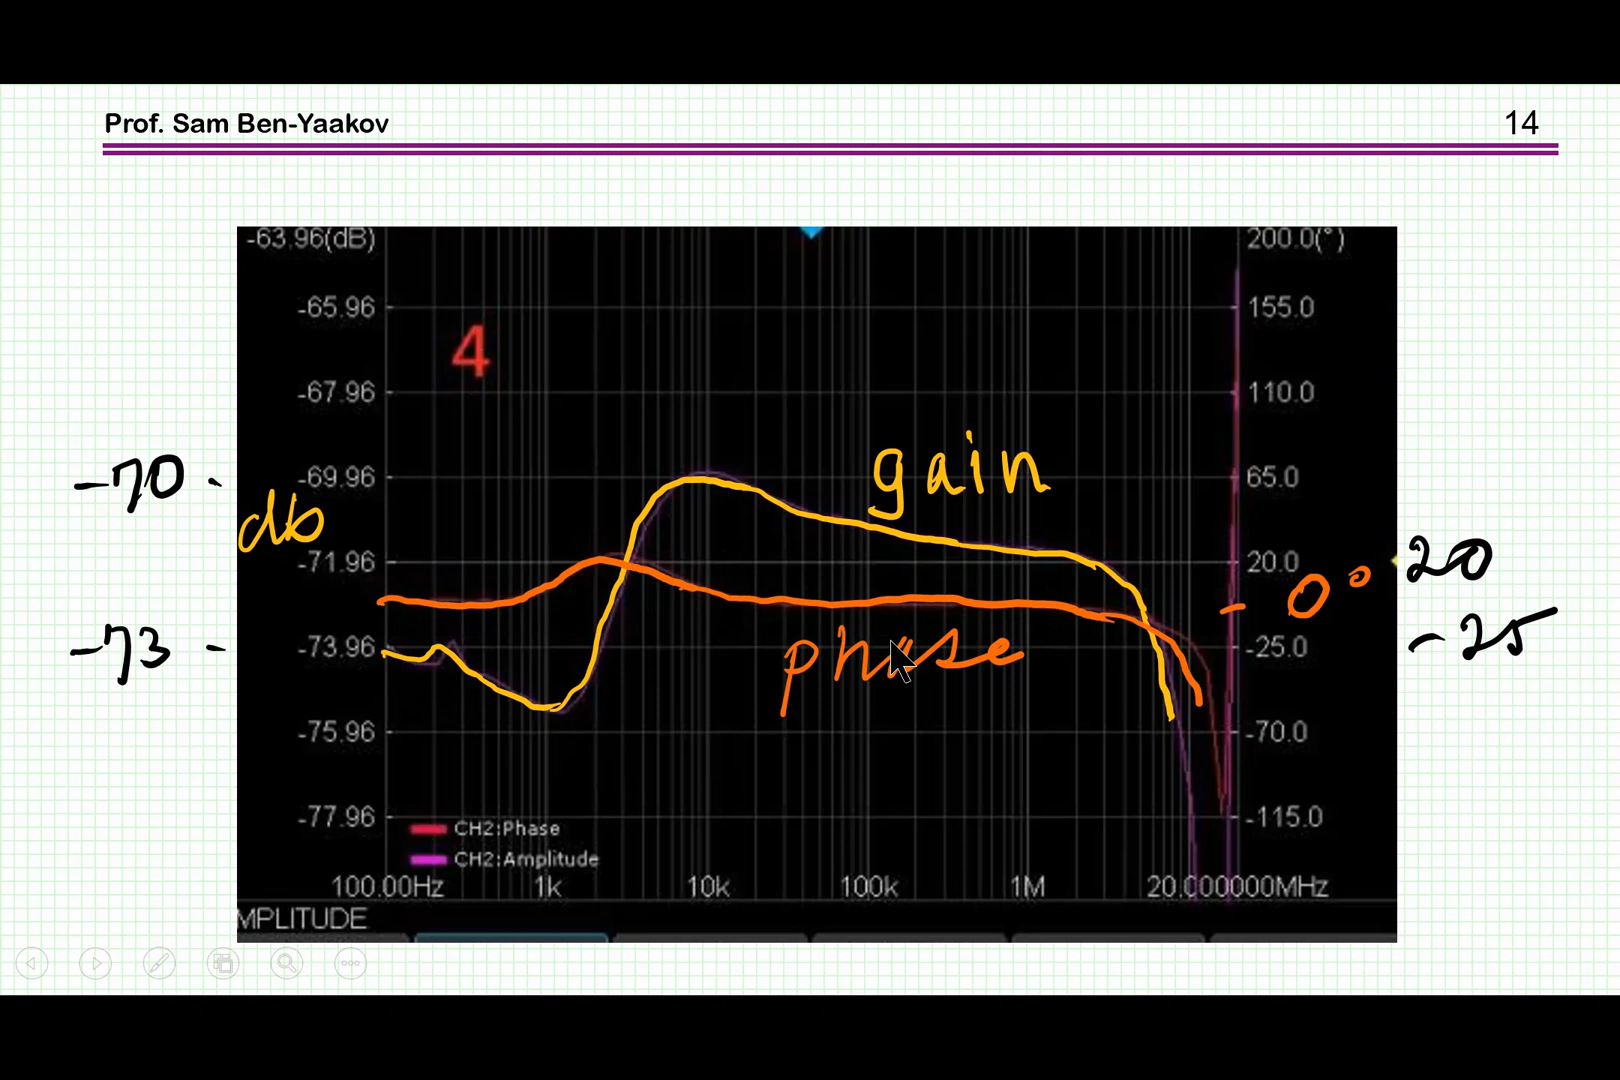 Prof. Sam Ben-Yaakov 14
-63.96(dB) 200.0(°)
-65.96 155.0
4
-67.96 110.0
gain
-70 -69.96 65.0
db
-71.96 20.0 20
0°
-73 -73.96 -25.0 -25
phase
-75.96 -70.0
-77.96 -115.0
CH2:Phase
CH2:Amplitude
100.00Hz 1k 10k 100k 1M 20.000000MHz
MPLITUDE